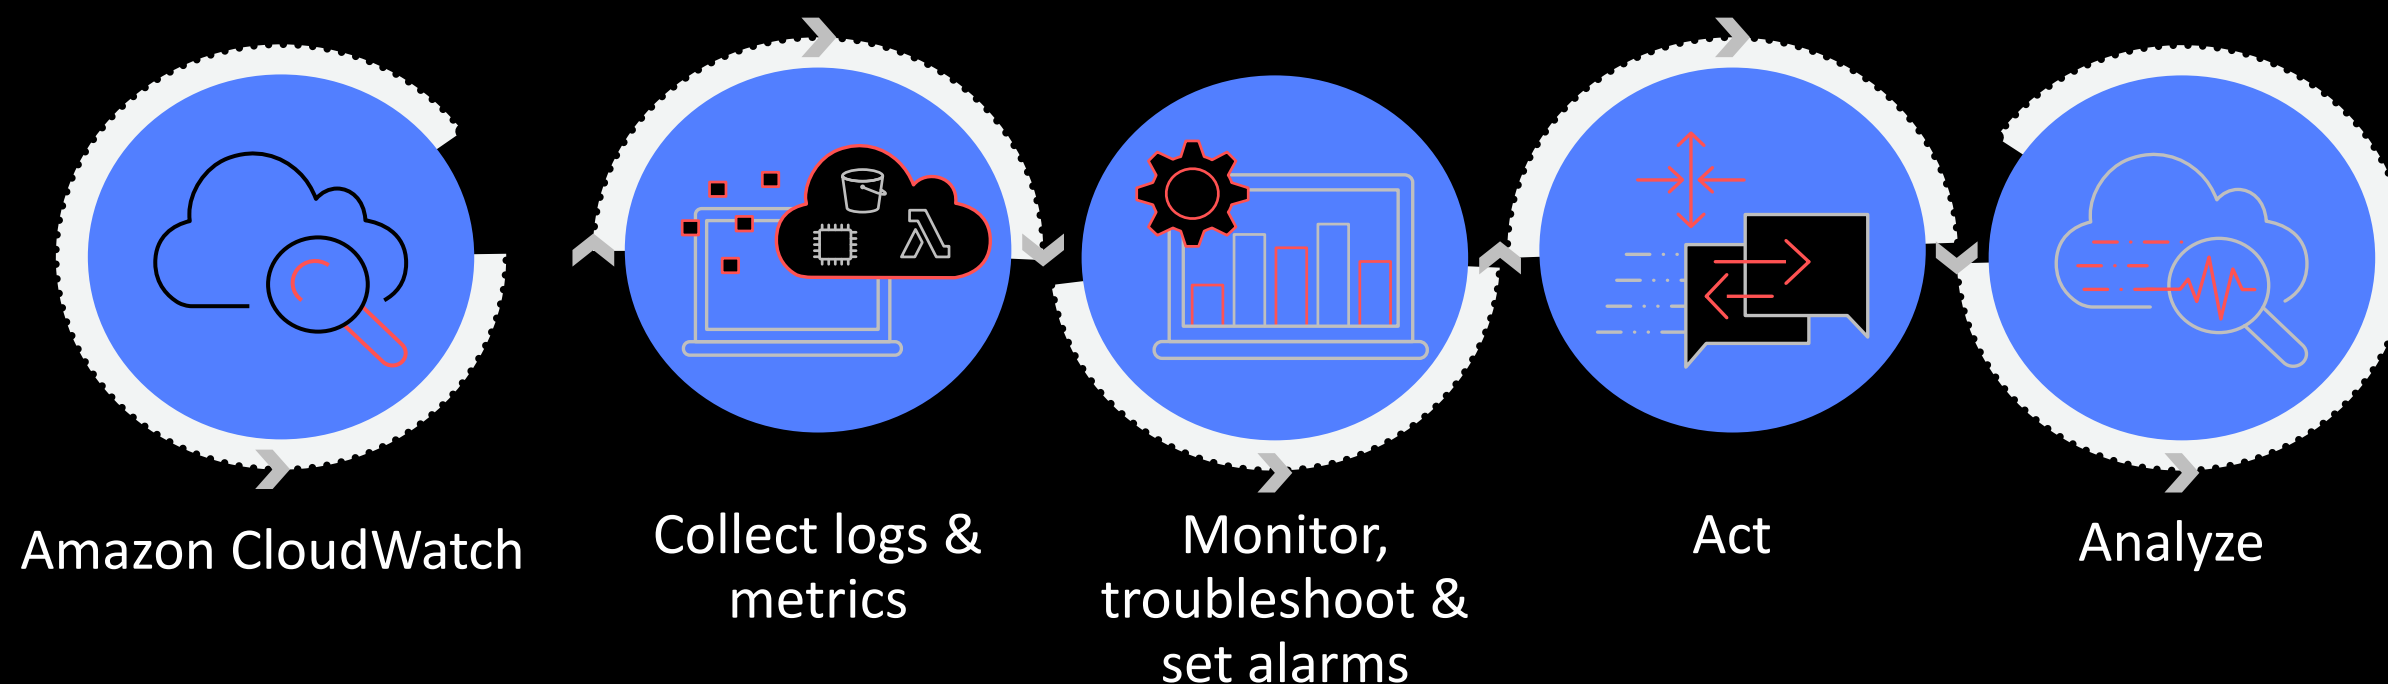 Amazon CloudWatch
Collect logs &
metrics
Monitor,
troubleshoot &
set alarms
Act
Analyze